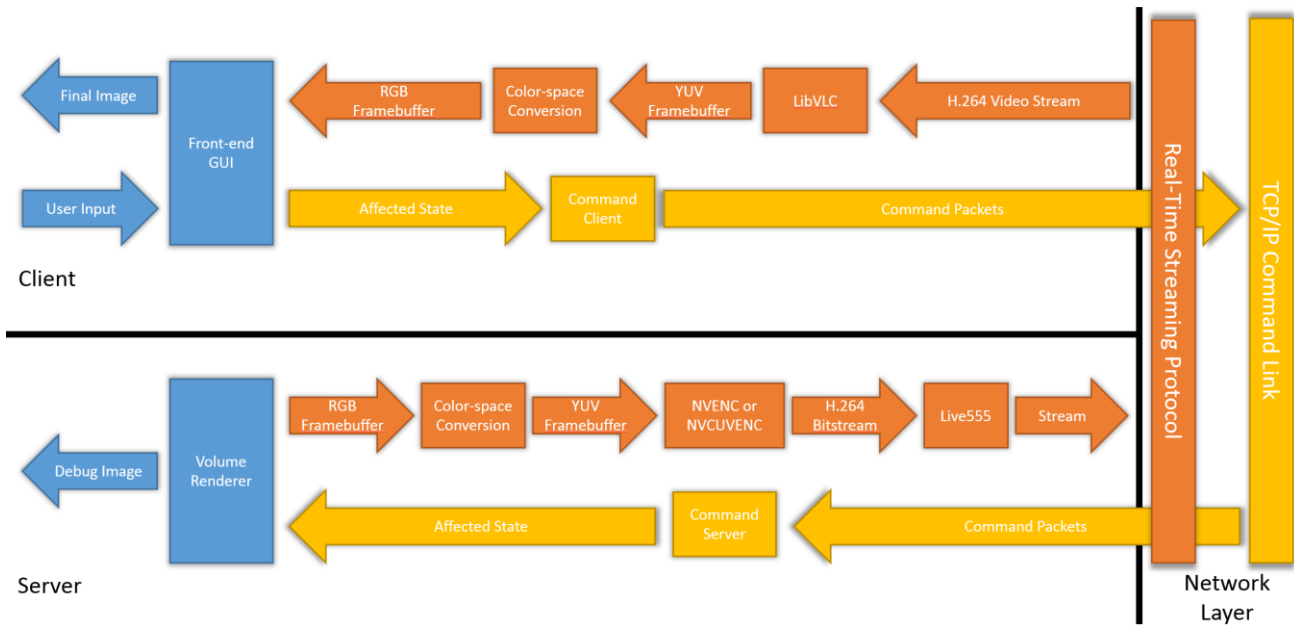 Final Image
User Input
Front-end
GUI
RGB
Framebuffer
Color-space
Conversion
YUV
Framebuffer
LibVLC
H.264 Video Stream
Affected State
Command
Client
Command Packets
Client
Debug Image
Volume
Renderer
RGB
Framebuffer
Color-space
Conversion
YUV
Framebuffer
NVENC or
NVCUVENC
H.264
Bitstream
Live555
Stream
Affected State
Command
Server
Command Packets
Server
Real-Time Streaming Protocol
TCP/IP Command Link
Network
Layer